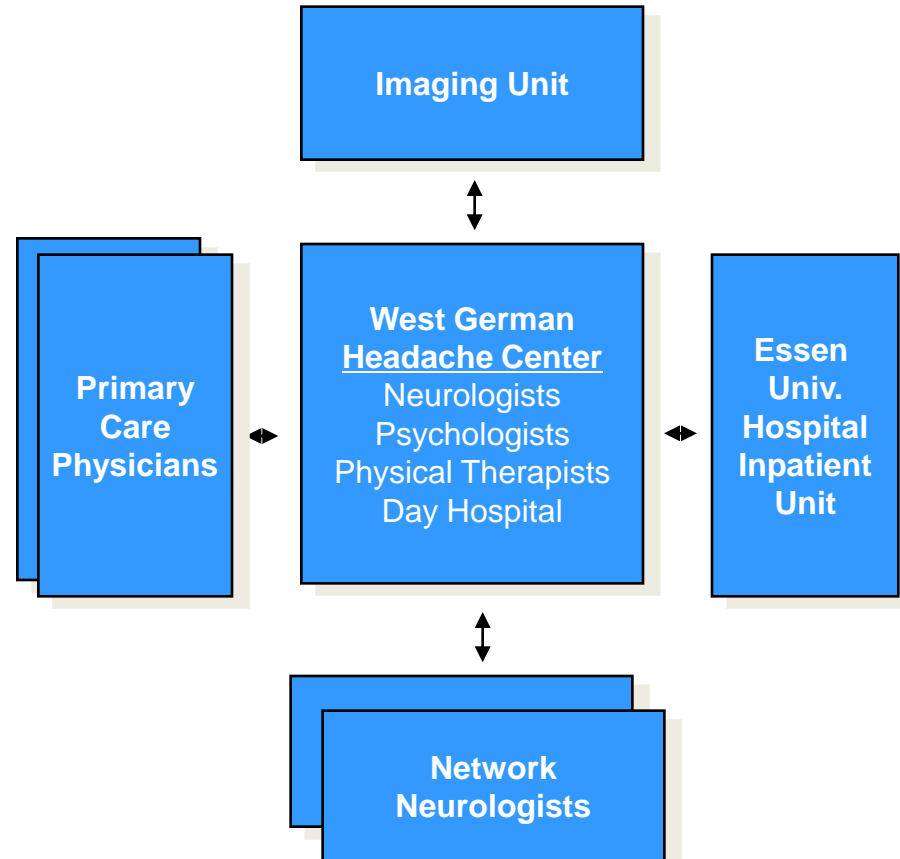 Imaging Unit
West German
Headache Center
Neurologists
Psychologists
Physical Therapists
Day Hospital
Primary
Care
Physicians
Essen
Univ.
Hospital
Inpatient
Unit
Network
Neurologists